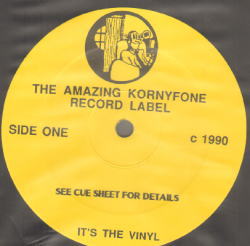 THE AMAZING KORNYFONE
RECORD LABEL
SIDE ONE
c 1990
SEE CUE SHEET FOR DETAILS
IT'S THE VINYL